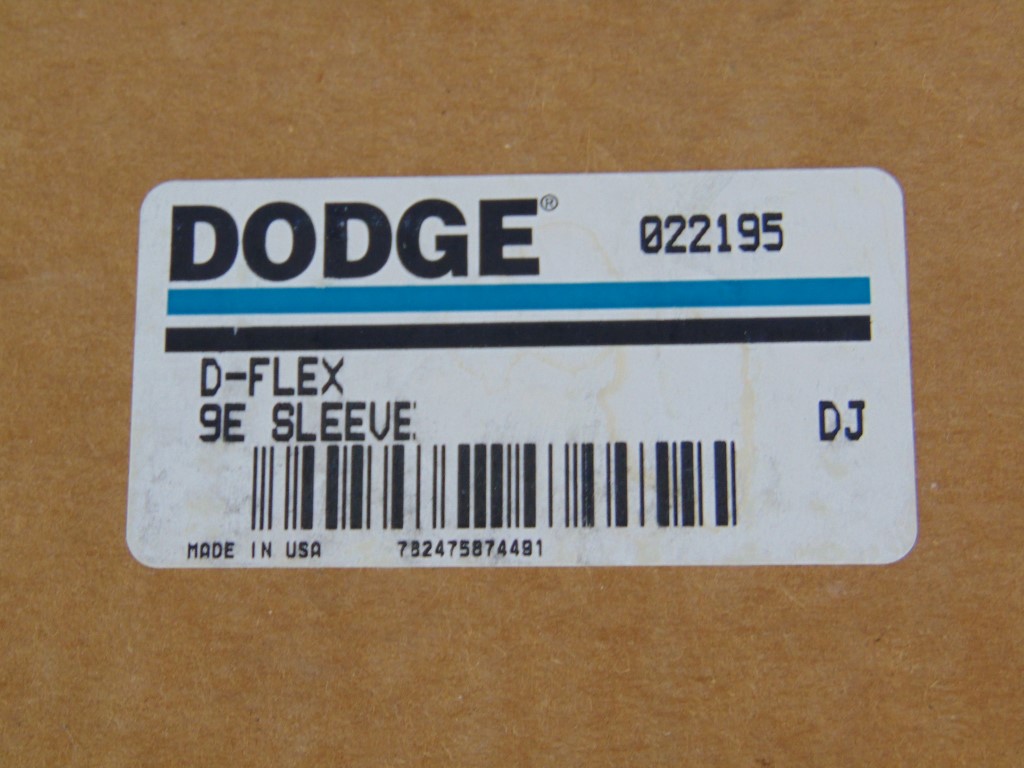 DODGE® 022195
D-FLEX
9E SLEEVE DJ
MADE IN USA 782475874491